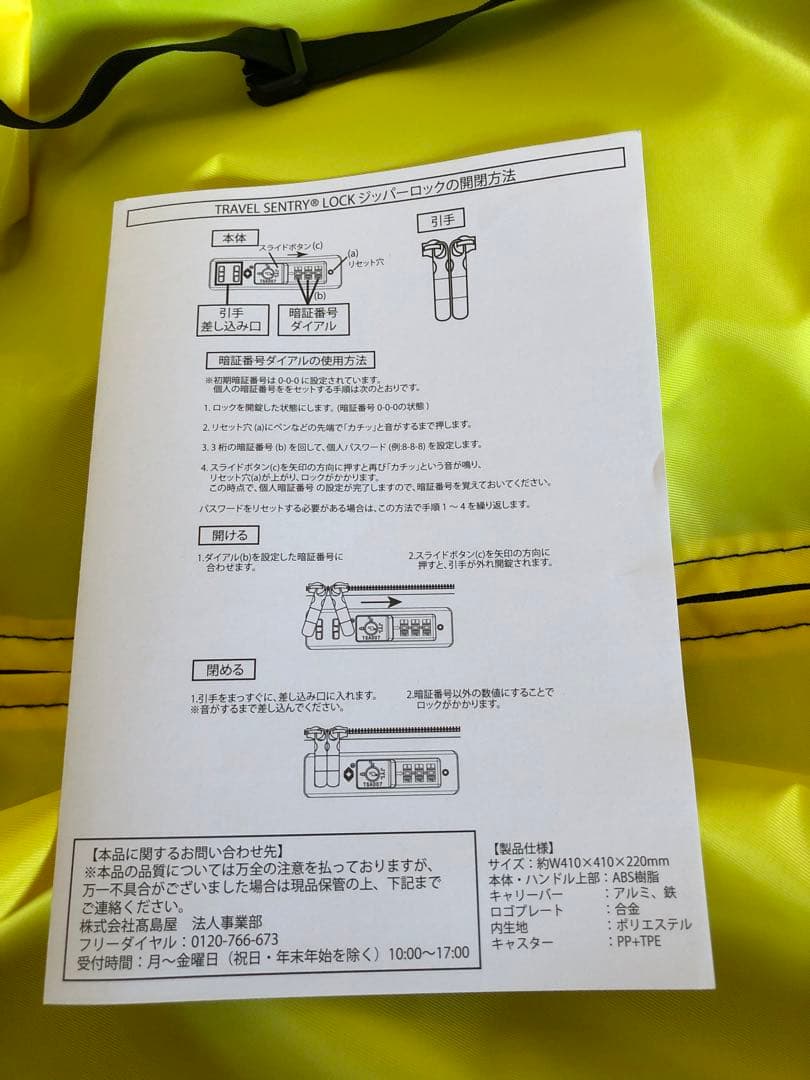 TRAVEL SENTRY® LOCK ジッパーロックの開閉方法
本体
スライドボタン(c)
(a)
リセット穴
引手
TSA007
(b)
引手
差し込み口
暗証番号
ダイアル
暗証番号ダイアルの使用方法
※初期暗証番号は 0-0-0 に設定されています。
個人の暗証番号ををセットする手順は次のとおりです。
1. ロックを開錠した状態にします。(暗証番号 0-0-0の状態 )
2. リセット穴 (a)にペンなどの先端で「カチッ」と音がするまで押します。
3. 3 桁の暗証番号 (b) を回して、個人パスワード (例:8-8-8) を設定します。
4. スライドボタン(c)を矢印の方向に押すと再び「カチッ」という音が鳴り、
リセット穴(a)が上がり、ロックがかかります。
この時点で、個人暗証番号 の設定が完了しますので、暗証番号を覚えておいてください。
パスワードをリセットする必要がある場合は、この方法で手順 1 ～ 4 を繰り返します。
開ける
1.ダイアル(b)を設定した暗証番号に
合わせます。
2.スライドボタン(c)を矢印の方向に
押すと、引手が外れ開錠されます。
TSA007
閉める
1.引手をまっすぐに、差し込み口に入れます。
※音がするまで差し込んでください。
2.暗証番号以外の数値にすることで
ロックがかかります。
TSA007
【本品に関するお問い合わせ先】
※本品の品質については万全の注意を払っておりますが、
万一不具合がございました場合は現品保管の上、下記まで
ご連絡ください。
株式会社髙島屋　法人事業部
フリーダイヤル：0120-766-673
受付時間：月～金曜日（祝日・年末年始を除く）10:00～17:00
【製品仕様】
サイズ：約W410×410×220mm
本体・ハンドル上部：ABS樹脂
キャリーバー　：アルミ、鉄
ロゴプレート　：合金
内生地　：ポリエステル
キャスター　：PP+TPE